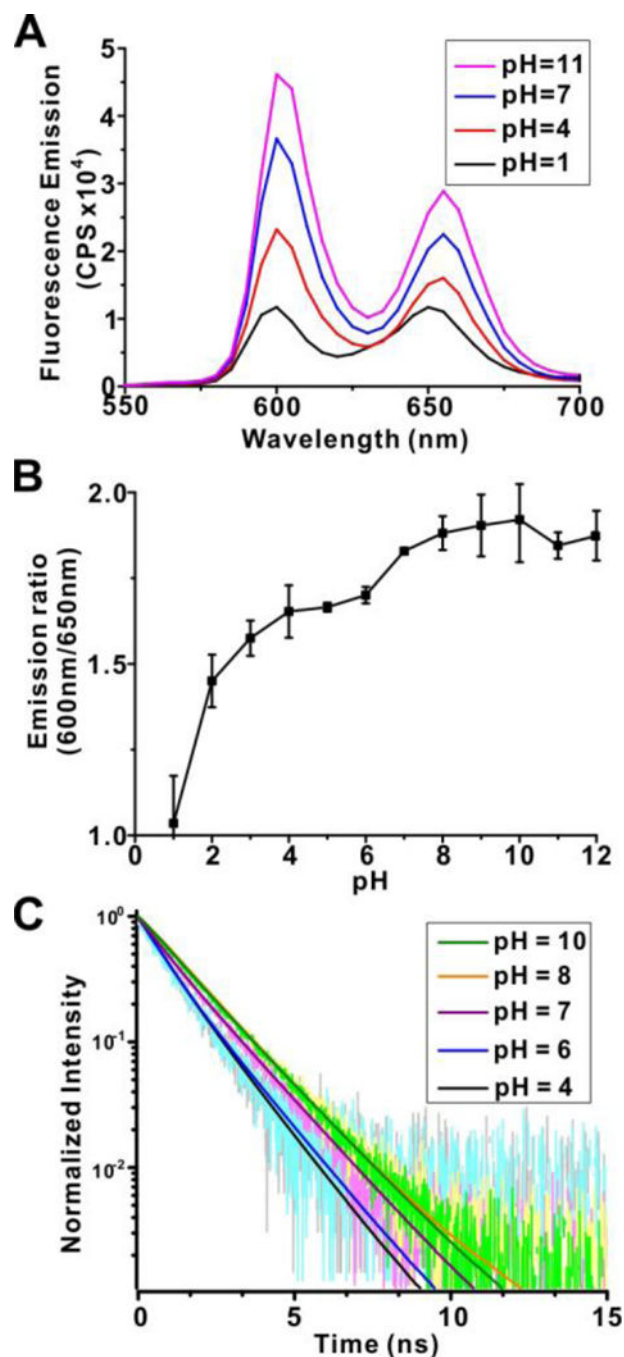 A
Fluorescence Emission
(CPS x10⁴)
5
4
3
2
1
0
pH=11
pH=7
pH=4
pH=1
550
600
650
700
Wavelength (nm)
B
Emission ratio
(600nm/650nm)
2.0
1.5
1.0
0
2
4
6
8
10
12
pH
C
Normalized Intensity
10⁰
10⁻¹
10⁻²
pH = 10
pH = 8
pH = 7
pH = 6
pH = 4
0
5
10
15
Time (ns)